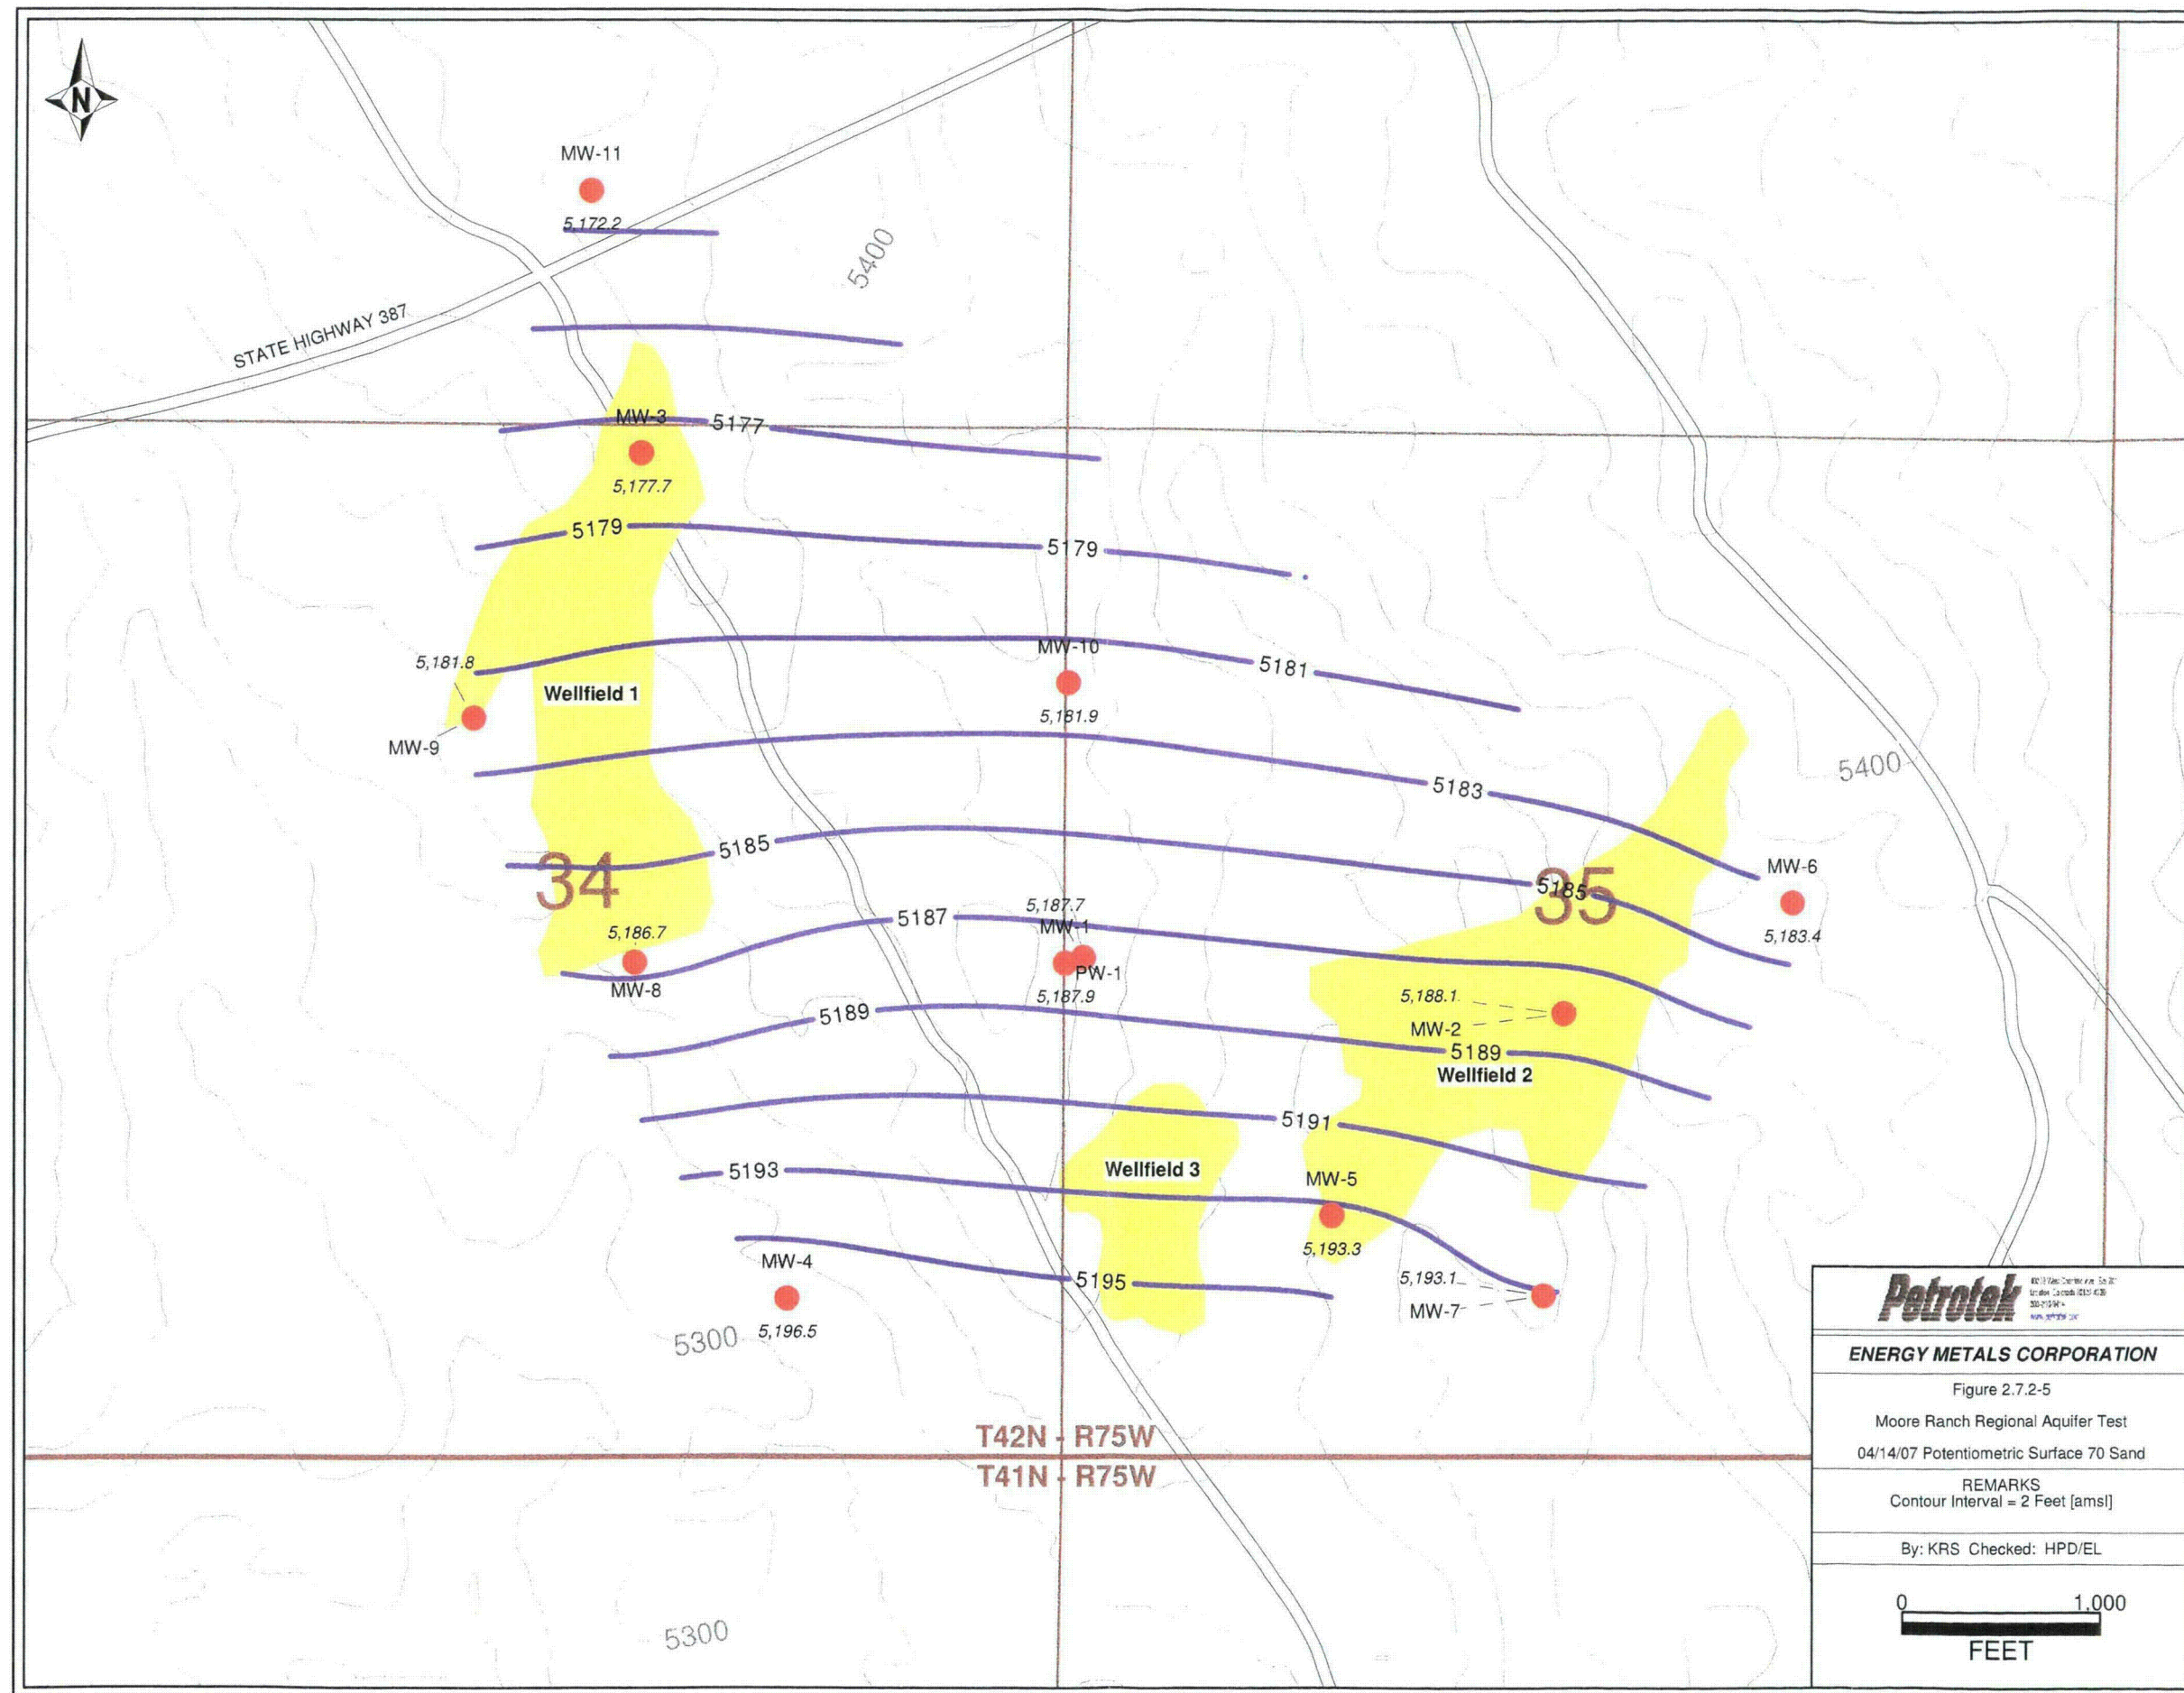 N
MW-11
5,172.2
5400
STATE HIGHWAY 387
MW-3
5177
5,177.7
5179
5179
MW-10
5,181.8
5181
Wellfield 1
5,181.9
MW-9
5183
5400
5185
MW-6
34
5185
35
5,187.7
5187
MW-1
5,186.7
5,183.4
PW-1
MW-8
5,187.9
5,188.1
5189
MW-2
5189
Wellfield 2
5191
5193
Wellfield 3
MW-5
5,193.3
MW-4
5195
5,193.1
MW-7
5,196.5
5300
T42N - R75W
T41N - R75W
5300
Petrotek
ENERGY METALS CORPORATION
Figure 2.7.2-5
Moore Ranch Regional Aquifer Test
04/14/07 Potentiometric Surface 70 Sand
REMARKS
Contour Interval = 2 Feet [amsl]
By: KRS Checked: HPD/EL
0 1,000
FEET